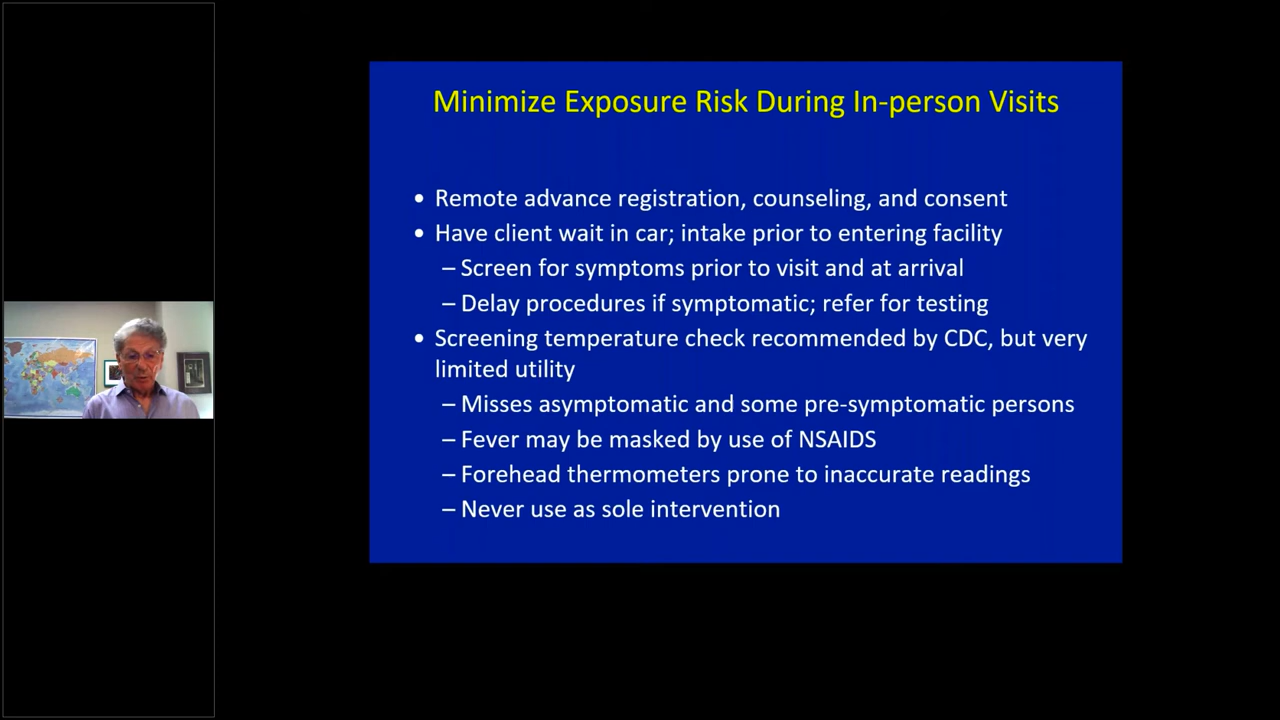 Minimize Exposure Risk During In-person Visits
• Remote advance registration, counseling, and consent
• Have client wait in car; intake prior to entering facility
– Screen for symptoms prior to visit and at arrival
– Delay procedures if symptomatic; refer for testing
• Screening temperature check recommended by CDC, but very
limited utility
– Misses asymptomatic and some pre-symptomatic persons
– Fever may be masked by use of NSAIDS
– Forehead thermometers prone to inaccurate readings
– Never use as sole intervention